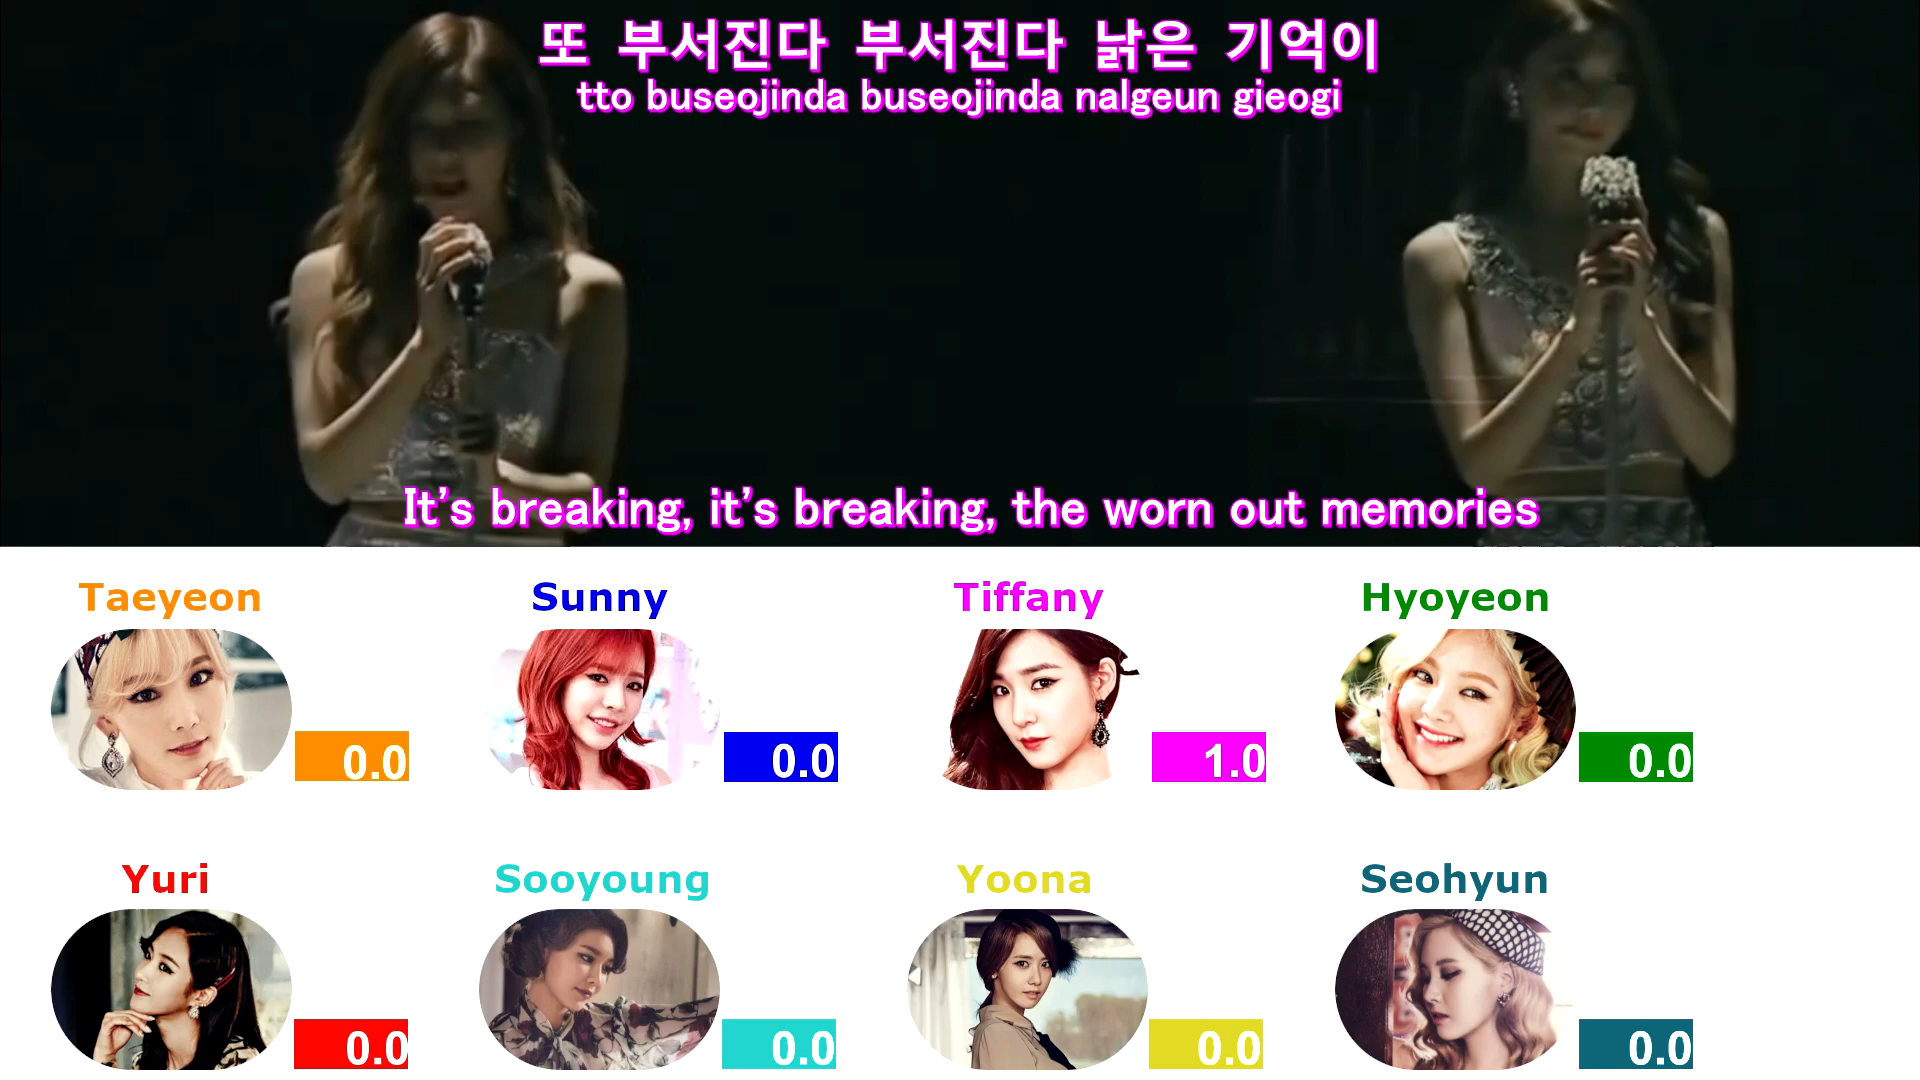 또 부서진다 부서진다 낡은 기억이
tto buseojinda buseojinda nalgeun gieogi
It's breaking, it's breaking, the worn out memories
Taeyeon Sunny Tiffany Hyoyeon
0.0 0.0 1.0 0.0
Yuri Sooyoung Yoona Seohyun
0.0 0.0 0.0 0.0